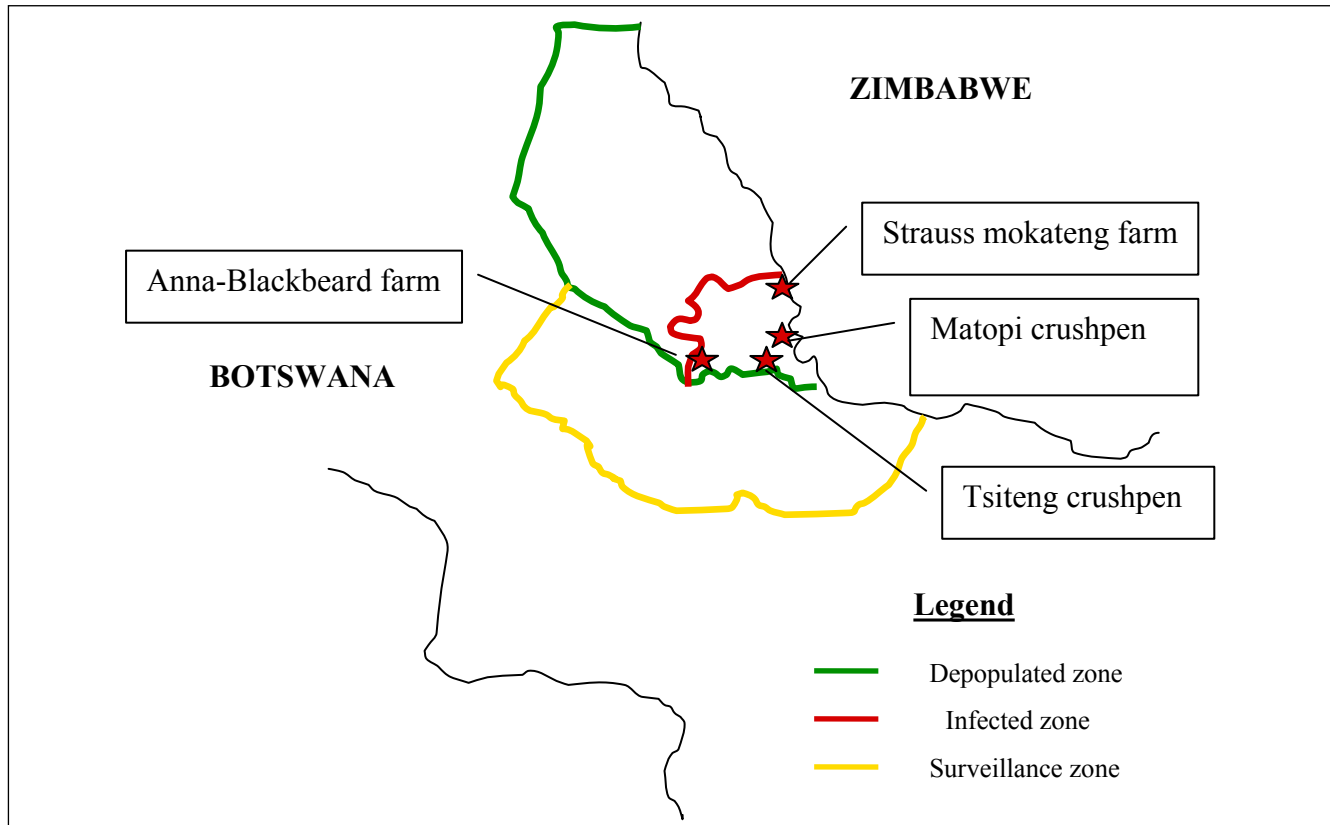 ZIMBABWE
Strauss mokateng farm
Anna-Blackbeard farm
Matopi crushpen
BOTSWANA
Tsiteng crushpen
Legend
Depopulated zone
Infected zone
Surveillance zone